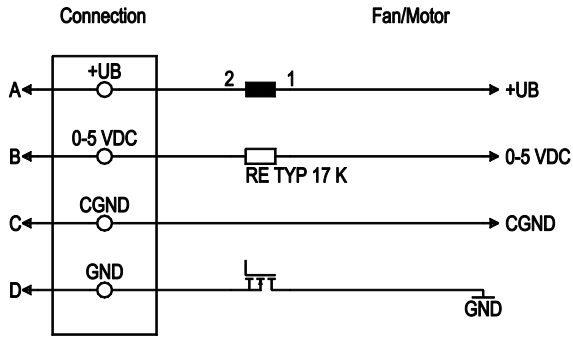 Connection Fan/Motor
+UB
A 2 1 +UB
0-5 VDC
B 0-5 VDC
RE TYP 17 K
CGND
C CGND
GND
D
GND